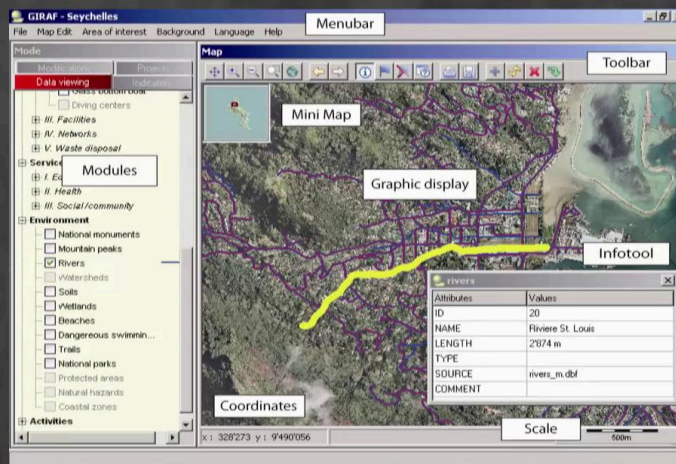 GIRAF - Seychelles
Menubar
File Map Edit Area of interest Background Language Help
Mode
Map
Modifications Projects
Data viewing Indicators
Toolbar
Glass bottom boat
Diving centers
III. Facilities
IV. Networks
V. Waste disposal
Mini Map
Modules
I.
II. Health
III. Social/community
Graphic display
Environment
National monuments
Mountain peaks
Rivers
Watersheds
Soils
Wetlands
Beaches
Dangereous swimmin...
Trails
National parks
Protected areas
Natural hazards
Coastal zones
Activities
Infotool
rivers
Attributes Values
ID 20
NAME Riviere St. Louis
LENGTH 2'874 m
TYPE
SOURCE rivers_m.dbf
COMMENT
Coordinates
Scale
x : 328'273 y : 9'490'056
500m